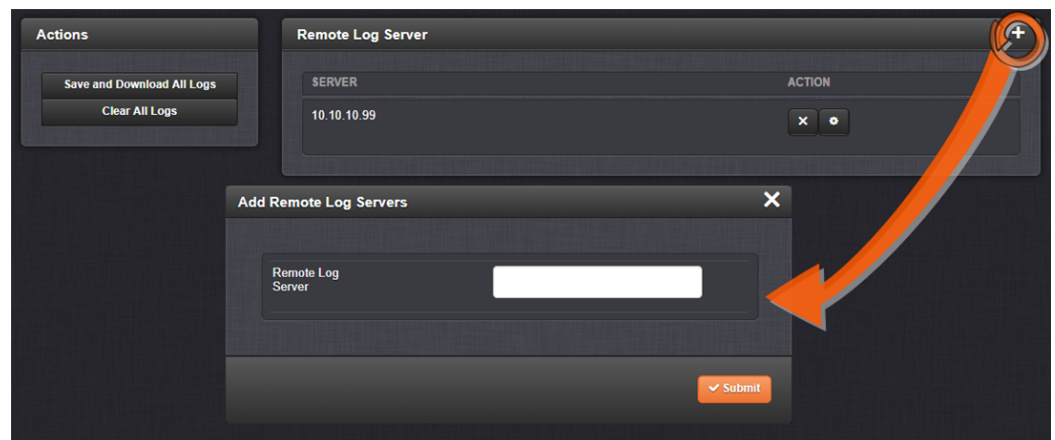 Actions
Save and Download All Logs
Clear All Logs
Remote Log Server
SERVER ACTION
10.10.10.99
Add Remote Log Servers
Remote Log
Server
Submit